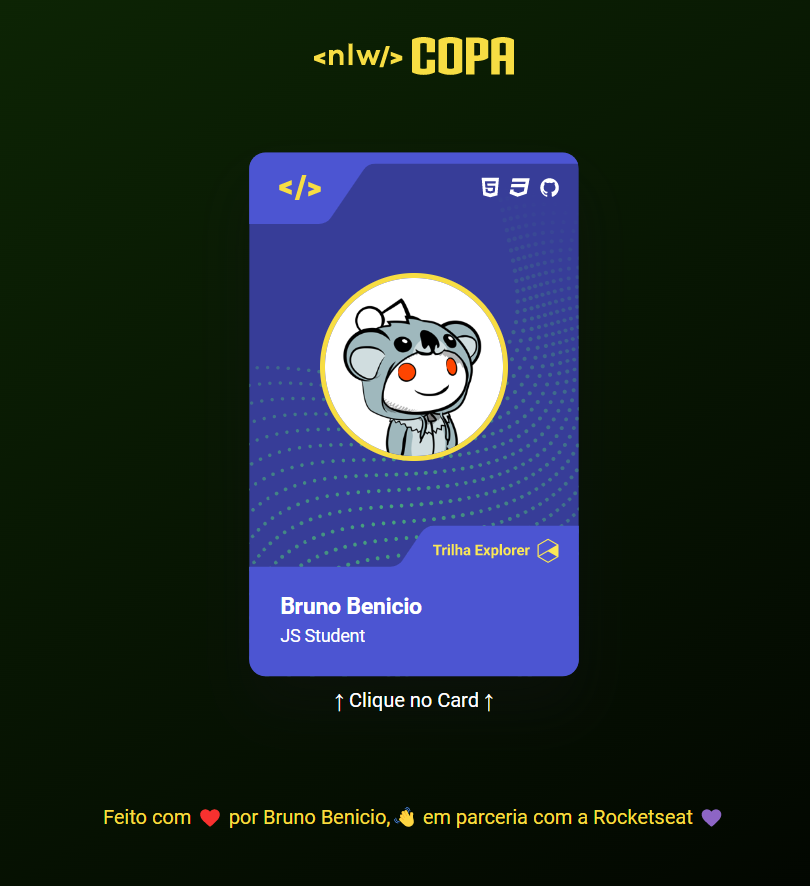 <nlw/> COPA
</>
Trilha Explorer
Bruno Benicio
JS Student
↑ Clique no Card ↑
Feito com ❤️ por Bruno Benicio,👋 em parceria com a Rocketseat 💜